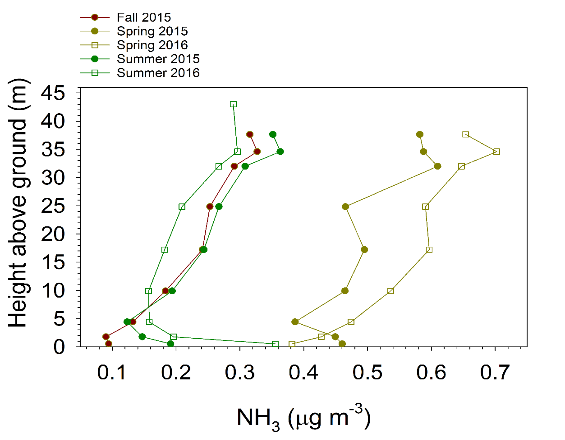 Fall 2015
Spring 2015
Spring 2016
Summer 2015
Summer 2016
45
40
35
30
25
20
15
10
5
0
Height above ground (m)
0.1 0.2 0.3 0.4 0.5 0.6 0.7
NH₃ (μg m⁻³)